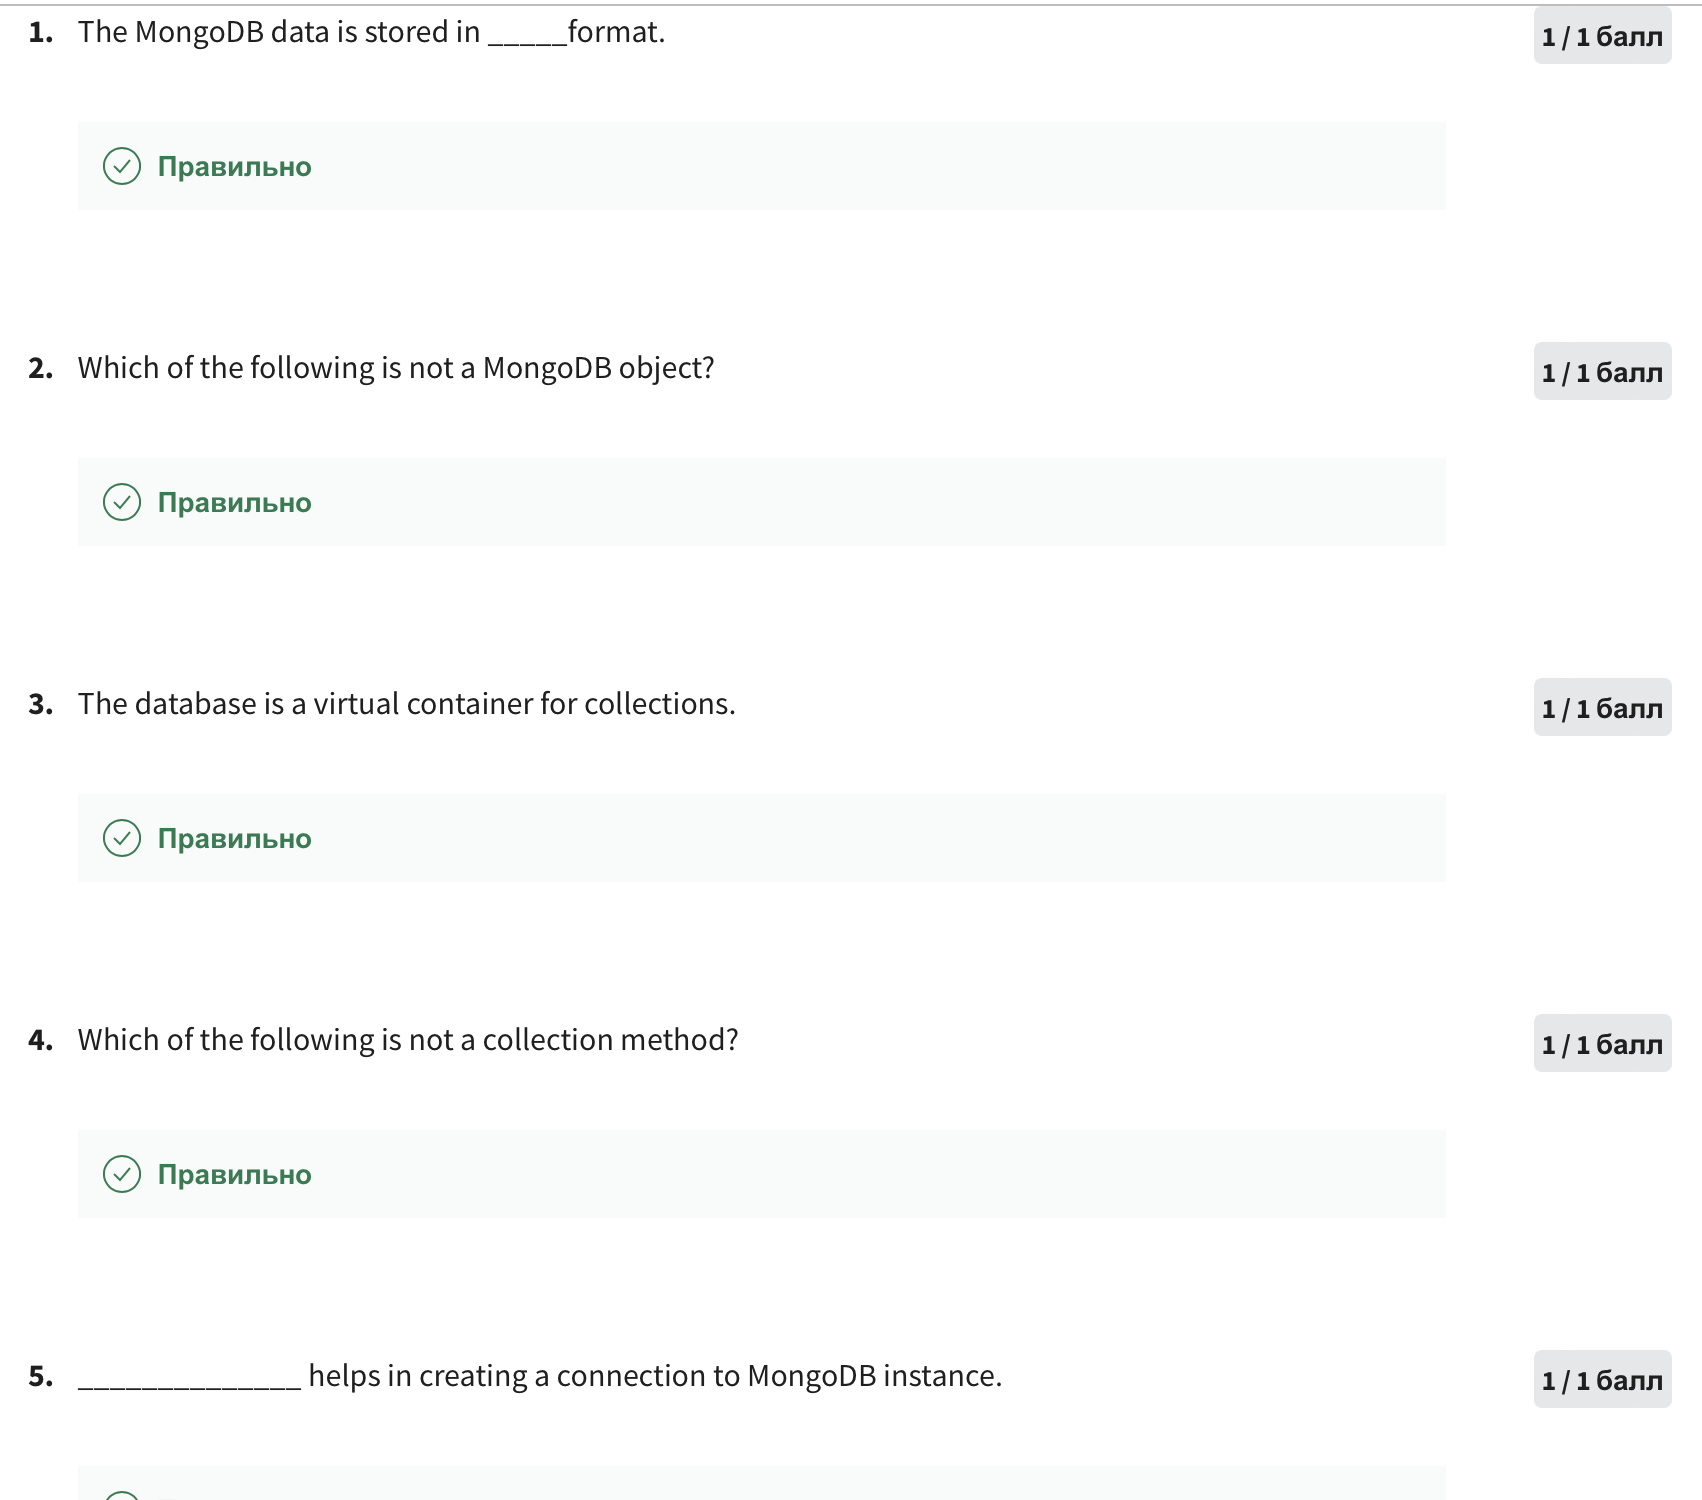 1. The MongoDB data is stored in _____format.
1 / 1 балл
Правильно
2. Which of the following is not a MongoDB object?
1 / 1 балл
Правильно
3. The database is a virtual container for collections.
1 / 1 балл
Правильно
4. Which of the following is not a collection method?
1 / 1 балл
Правильно
5. ______________ helps in creating a connection to MongoDB instance.
1 / 1 балл